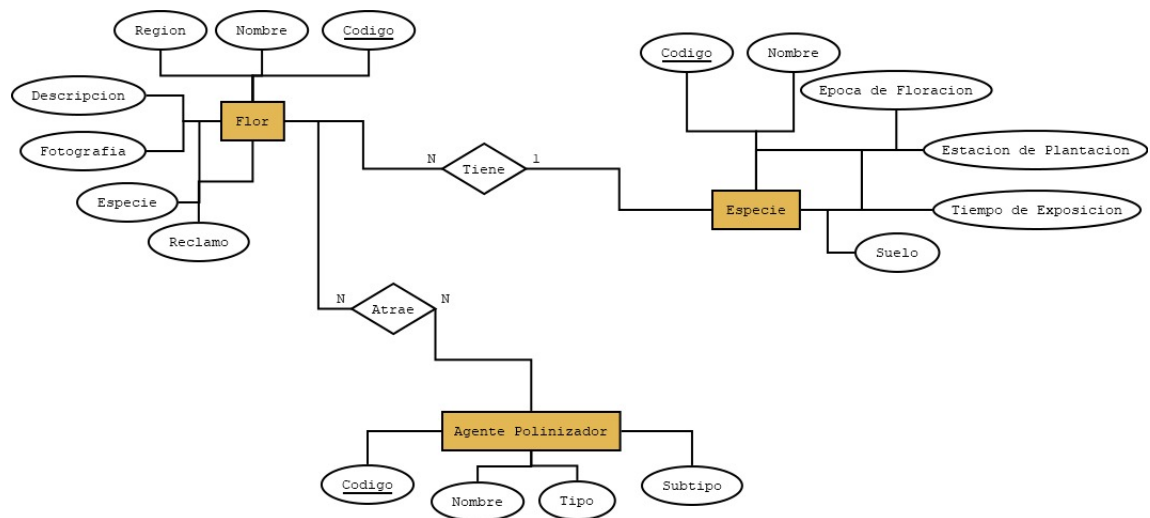 Region
Nombre
Codigo
Descripcion
Flor
Fotografia
Especie
Reclamo
N
Tiene
1
Codigo
Nombre
Epoca de Floracion
Estacion de Plantacion
Especie
Tiempo de Exposicion
Suelo
N
Atrae
N
Agente Polinizador
Codigo
Nombre
Tipo
Subtipo